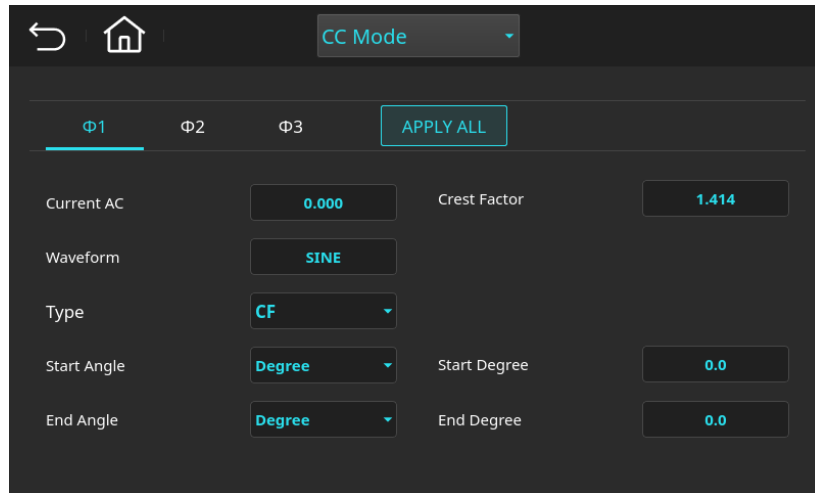 CC Mode
Φ1 Φ2 Φ3 APPLY ALL
Current AC 0.000 Crest Factor 1.414
Waveform SINE
Type CF
Start Angle Degree Start Degree 0.0
End Angle Degree End Degree 0.0